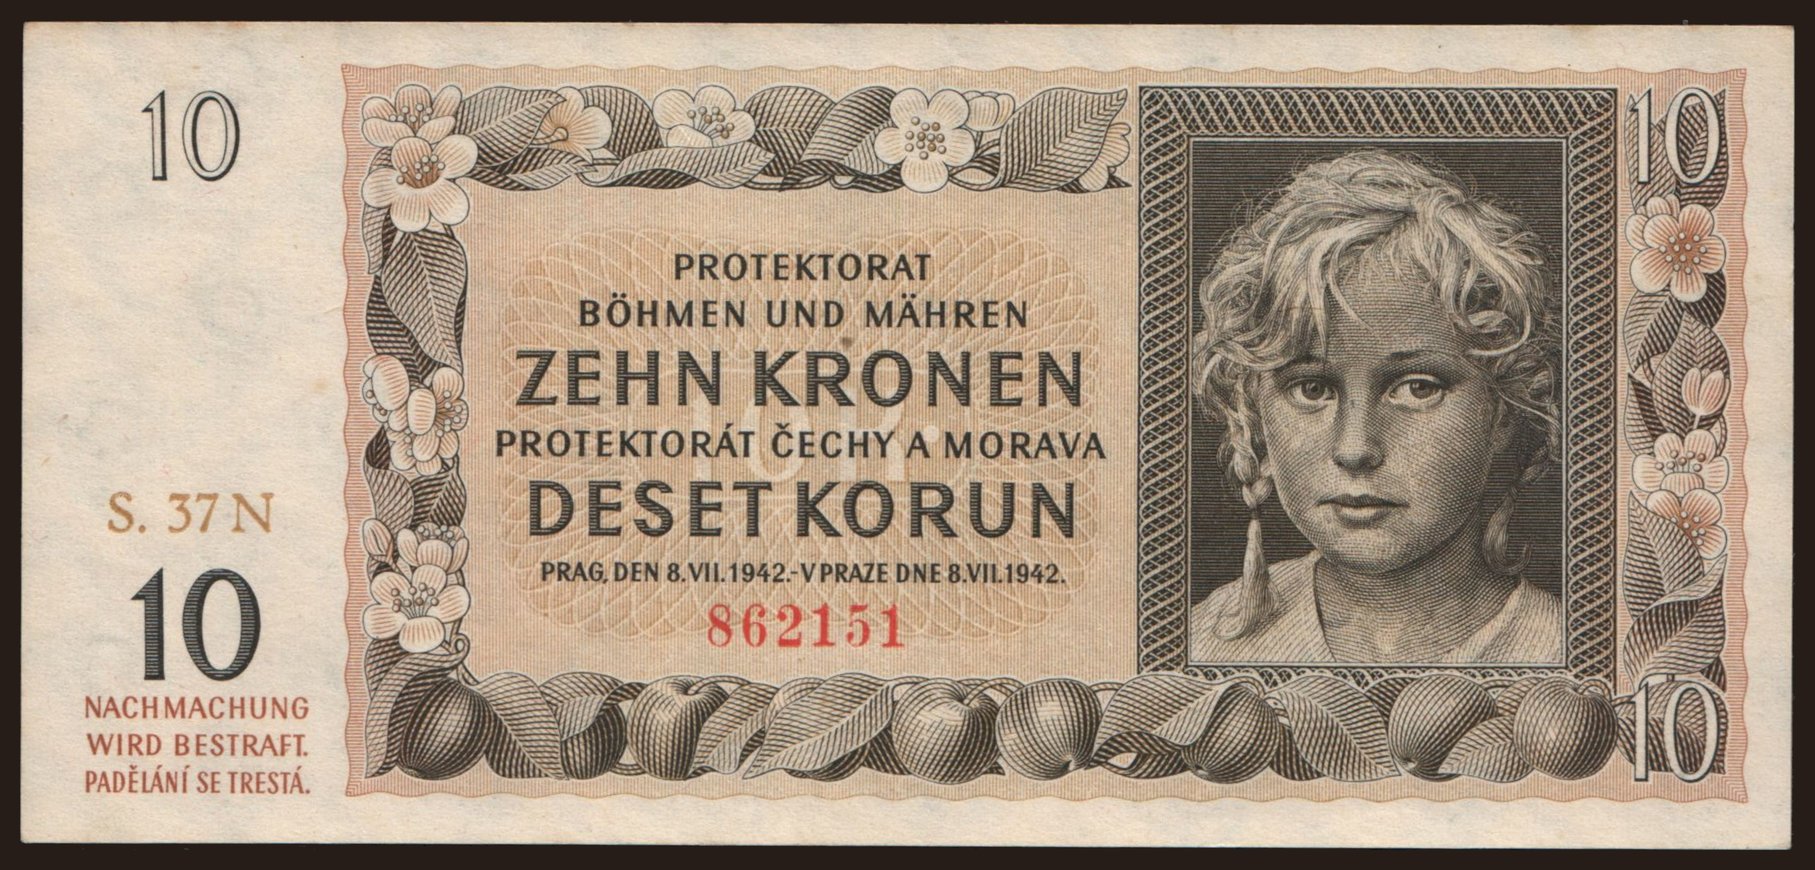 10
10
PROTEKTORAT
BÖHMEN UND MÄHREN
ZEHN KRONEN
PROTEKTORÁT ČECHY A MORAVA
DESET KORUN
PRAG, DEN 8.VII.1942.-V PRAZE DNE 8.VII.1942.
862151
S. 37 N
10
NACHMACHUNG
WIRD BESTRAFT.
PADĚLÁNÍ SE TRESTÁ.
10